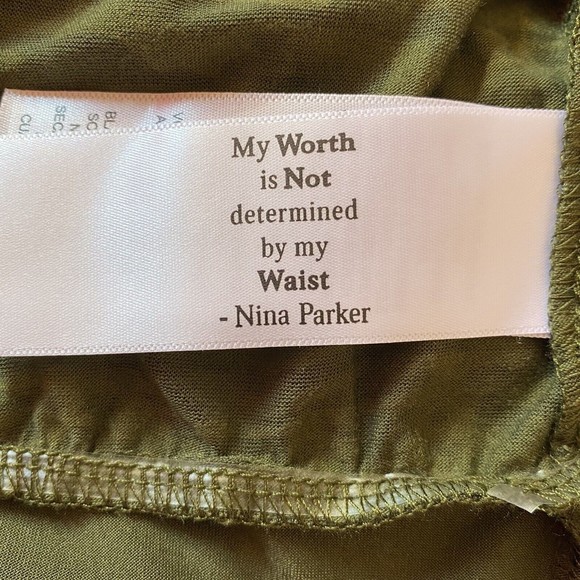 My Worth
is Not
determined
by my
Waist
- Nina Parker